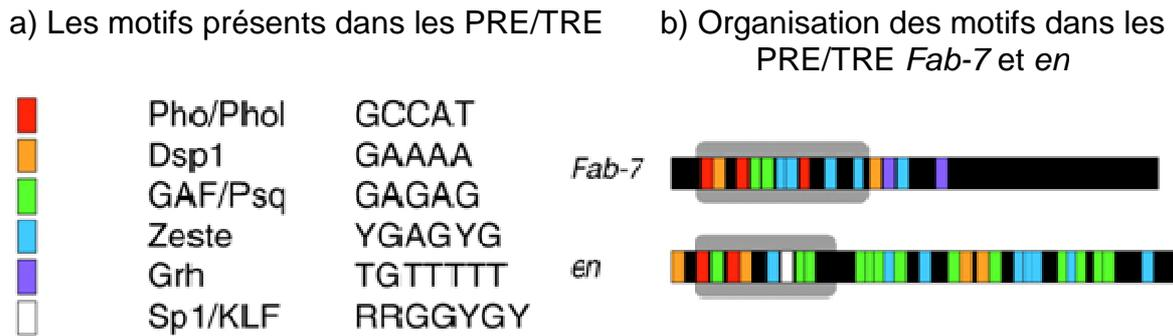 a) Les motifs présents dans les PRE/TRE
b) Organisation des motifs dans les
PRE/TRE Fab-7 et en
Pho/Phol GCCAT
Dsp1 GAAAA
GAF/Psq GAGAG
Zeste YGAGYG
Grh TGTTTTT
Sp1/KLF RRGGYGY
Fab-7
en